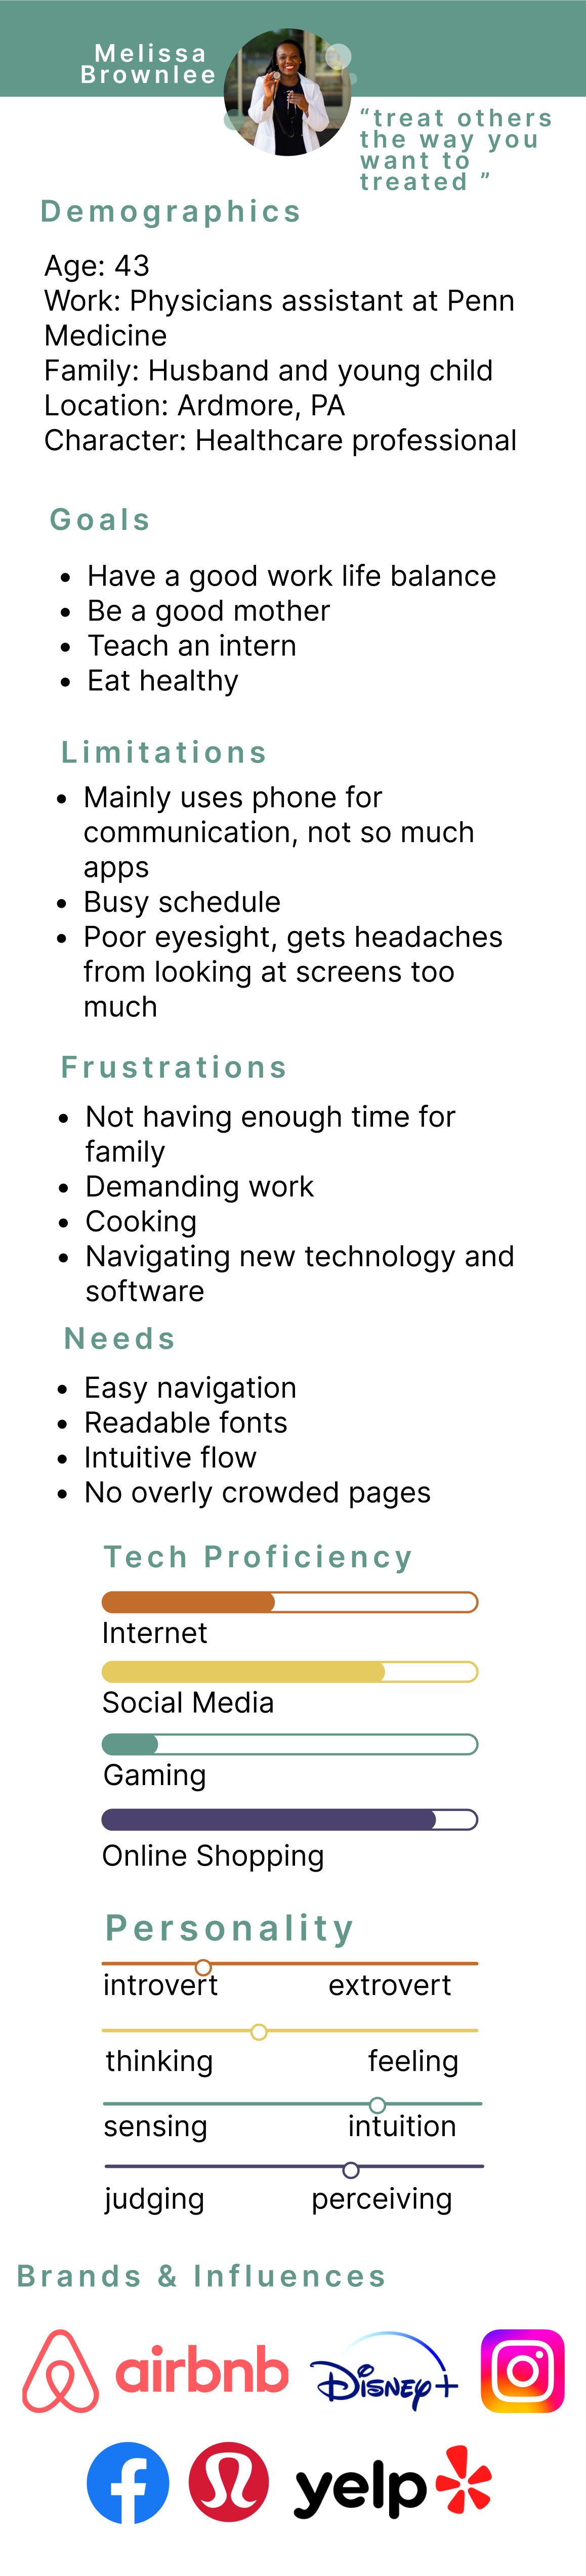 Melissa
Brownlee
“treat others
the way you
want to
treated ”
Demographics
Age: 43
Work: Physicians assistant at Penn
Medicine
Family: Husband and young child
Location: Ardmore, PA
Character: Healthcare professional
Goals
Have a good work life balance
Be a good mother
Teach an intern
Eat healthy
Limitations
Mainly uses phone for
communication, not so much
apps
Busy schedule
Poor eyesight, gets headaches
from looking at screens too
much
Frustrations
Not having enough time for
family
Demanding work
Cooking
Navigating new technology and
software
Needs
Easy navigation
Readable fonts
Intuitive flow
No overly crowded pages
Tech Proficiency
Internet
Social Media
Gaming
Online Shopping
Personality
introvert extrovert
thinking feeling
sensing intuition
judging perceiving
Brands & Influences
airbnb Disney+
yelp